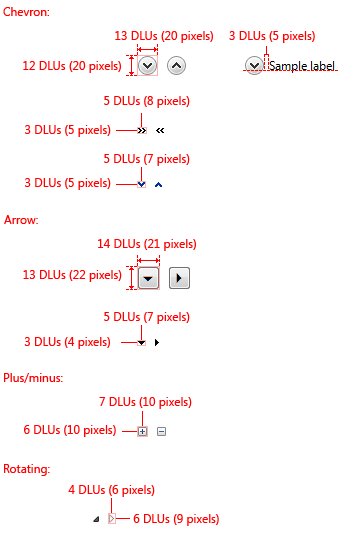 Chevron:
13 DLUs (20 pixels)
3 DLUs (5 pixels)
12 DLUs (20 pixels)
Sample label
5 DLUs (8 pixels)
3 DLUs (5 pixels)
5 DLUs (7 pixels)
3 DLUs (5 pixels)
Arrow:
14 DLUs (21 pixels)
13 DLUs (22 pixels)
5 DLUs (7 pixels)
3 DLUs (4 pixels)
Plus/minus:
7 DLUs (10 pixels)
6 DLUs (10 pixels)
Rotating:
4 DLUs (6 pixels)
6 DLUs (9 pixels)